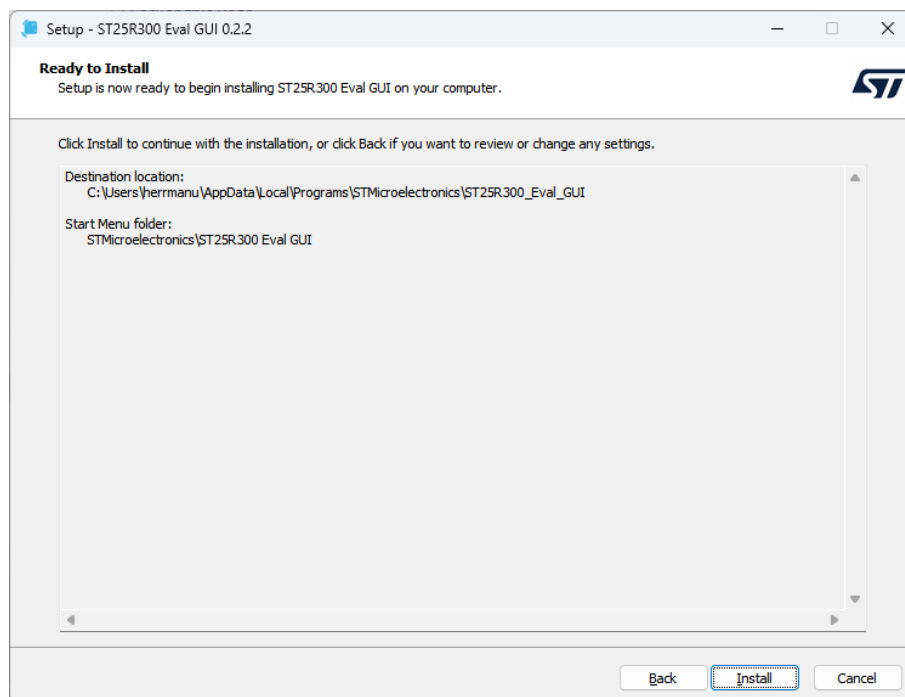 Setup - ST25R300 Eval GUI 0.2.2
Ready to Install
Setup is now ready to begin installing ST25R300 Eval GUI on your computer.
ST
Click Install to continue with the installation, or click Back if you want to review or change any settings.
Destination location:
C:\Users\herrmanu\AppData\Local\Programs\STMicroelectronics\ST25R300_Eval_GUI
Start Menu folder:
STMicroelectronics\ST25R300 Eval GUI
Back Install Cancel